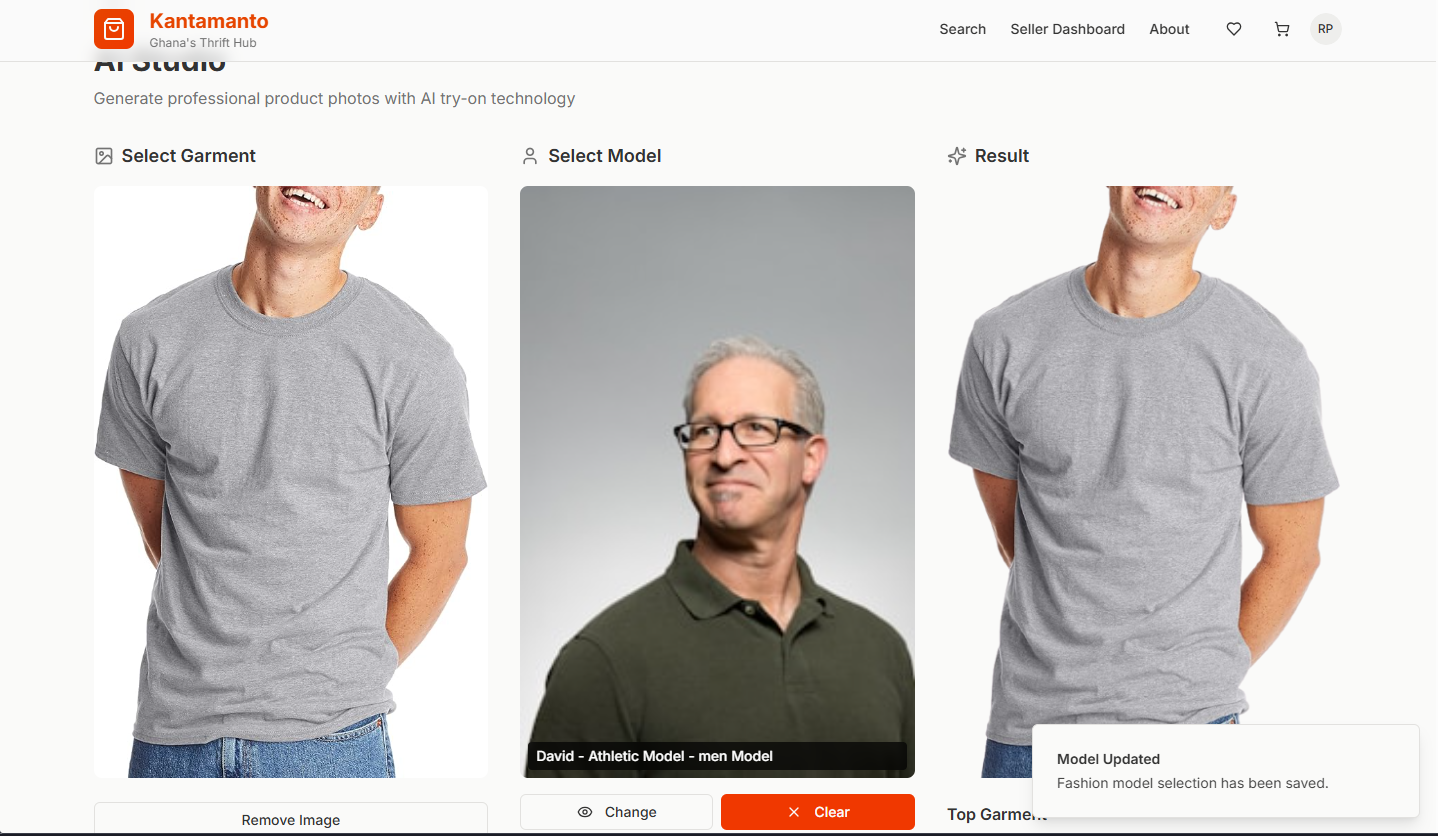 Kantamanto
Ghana's Thrift Hub
Search
Seller Dashboard
About
RP
AI Studio
Generate professional product photos with AI try-on technology
Select Garment
Select Model
Result
David - Athletic Model - men Model
Model Updated
Fashion model selection has been saved.
Remove Image
Change
Clear
Top Garment